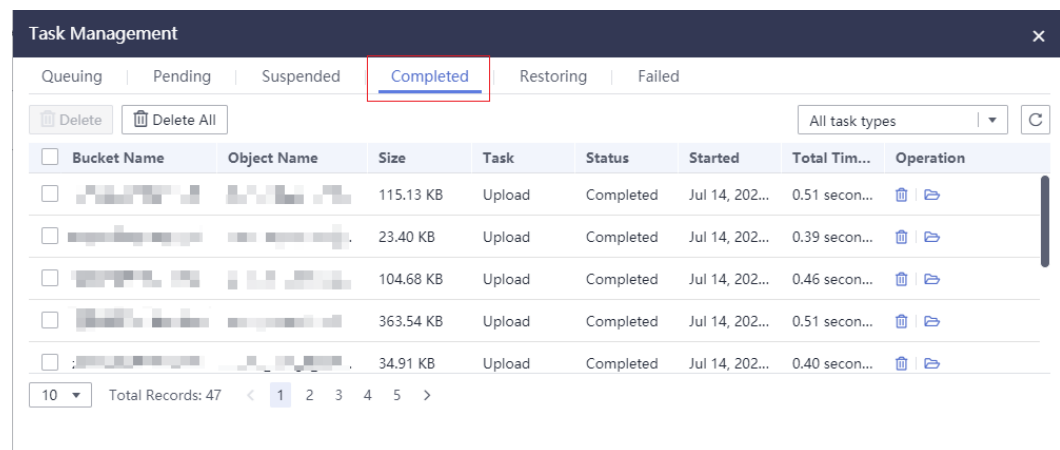 Task Management
Queuing Pending Suspended Completed Restoring Failed
Delete Delete All All task types
Bucket Name Object Name Size Task Status Started Total Tim... Operation
115.13 KB Upload Completed Jul 14, 202... 0.51 secon...
23.40 KB Upload Completed Jul 14, 202... 0.39 secon...
104.68 KB Upload Completed Jul 14, 202... 0.46 secon...
363.54 KB Upload Completed Jul 14, 202... 0.51 secon...
34.91 KB Upload Completed Jul 14, 202... 0.40 secon...
10 Total Records: 47 < 1 2 3 4 5 >